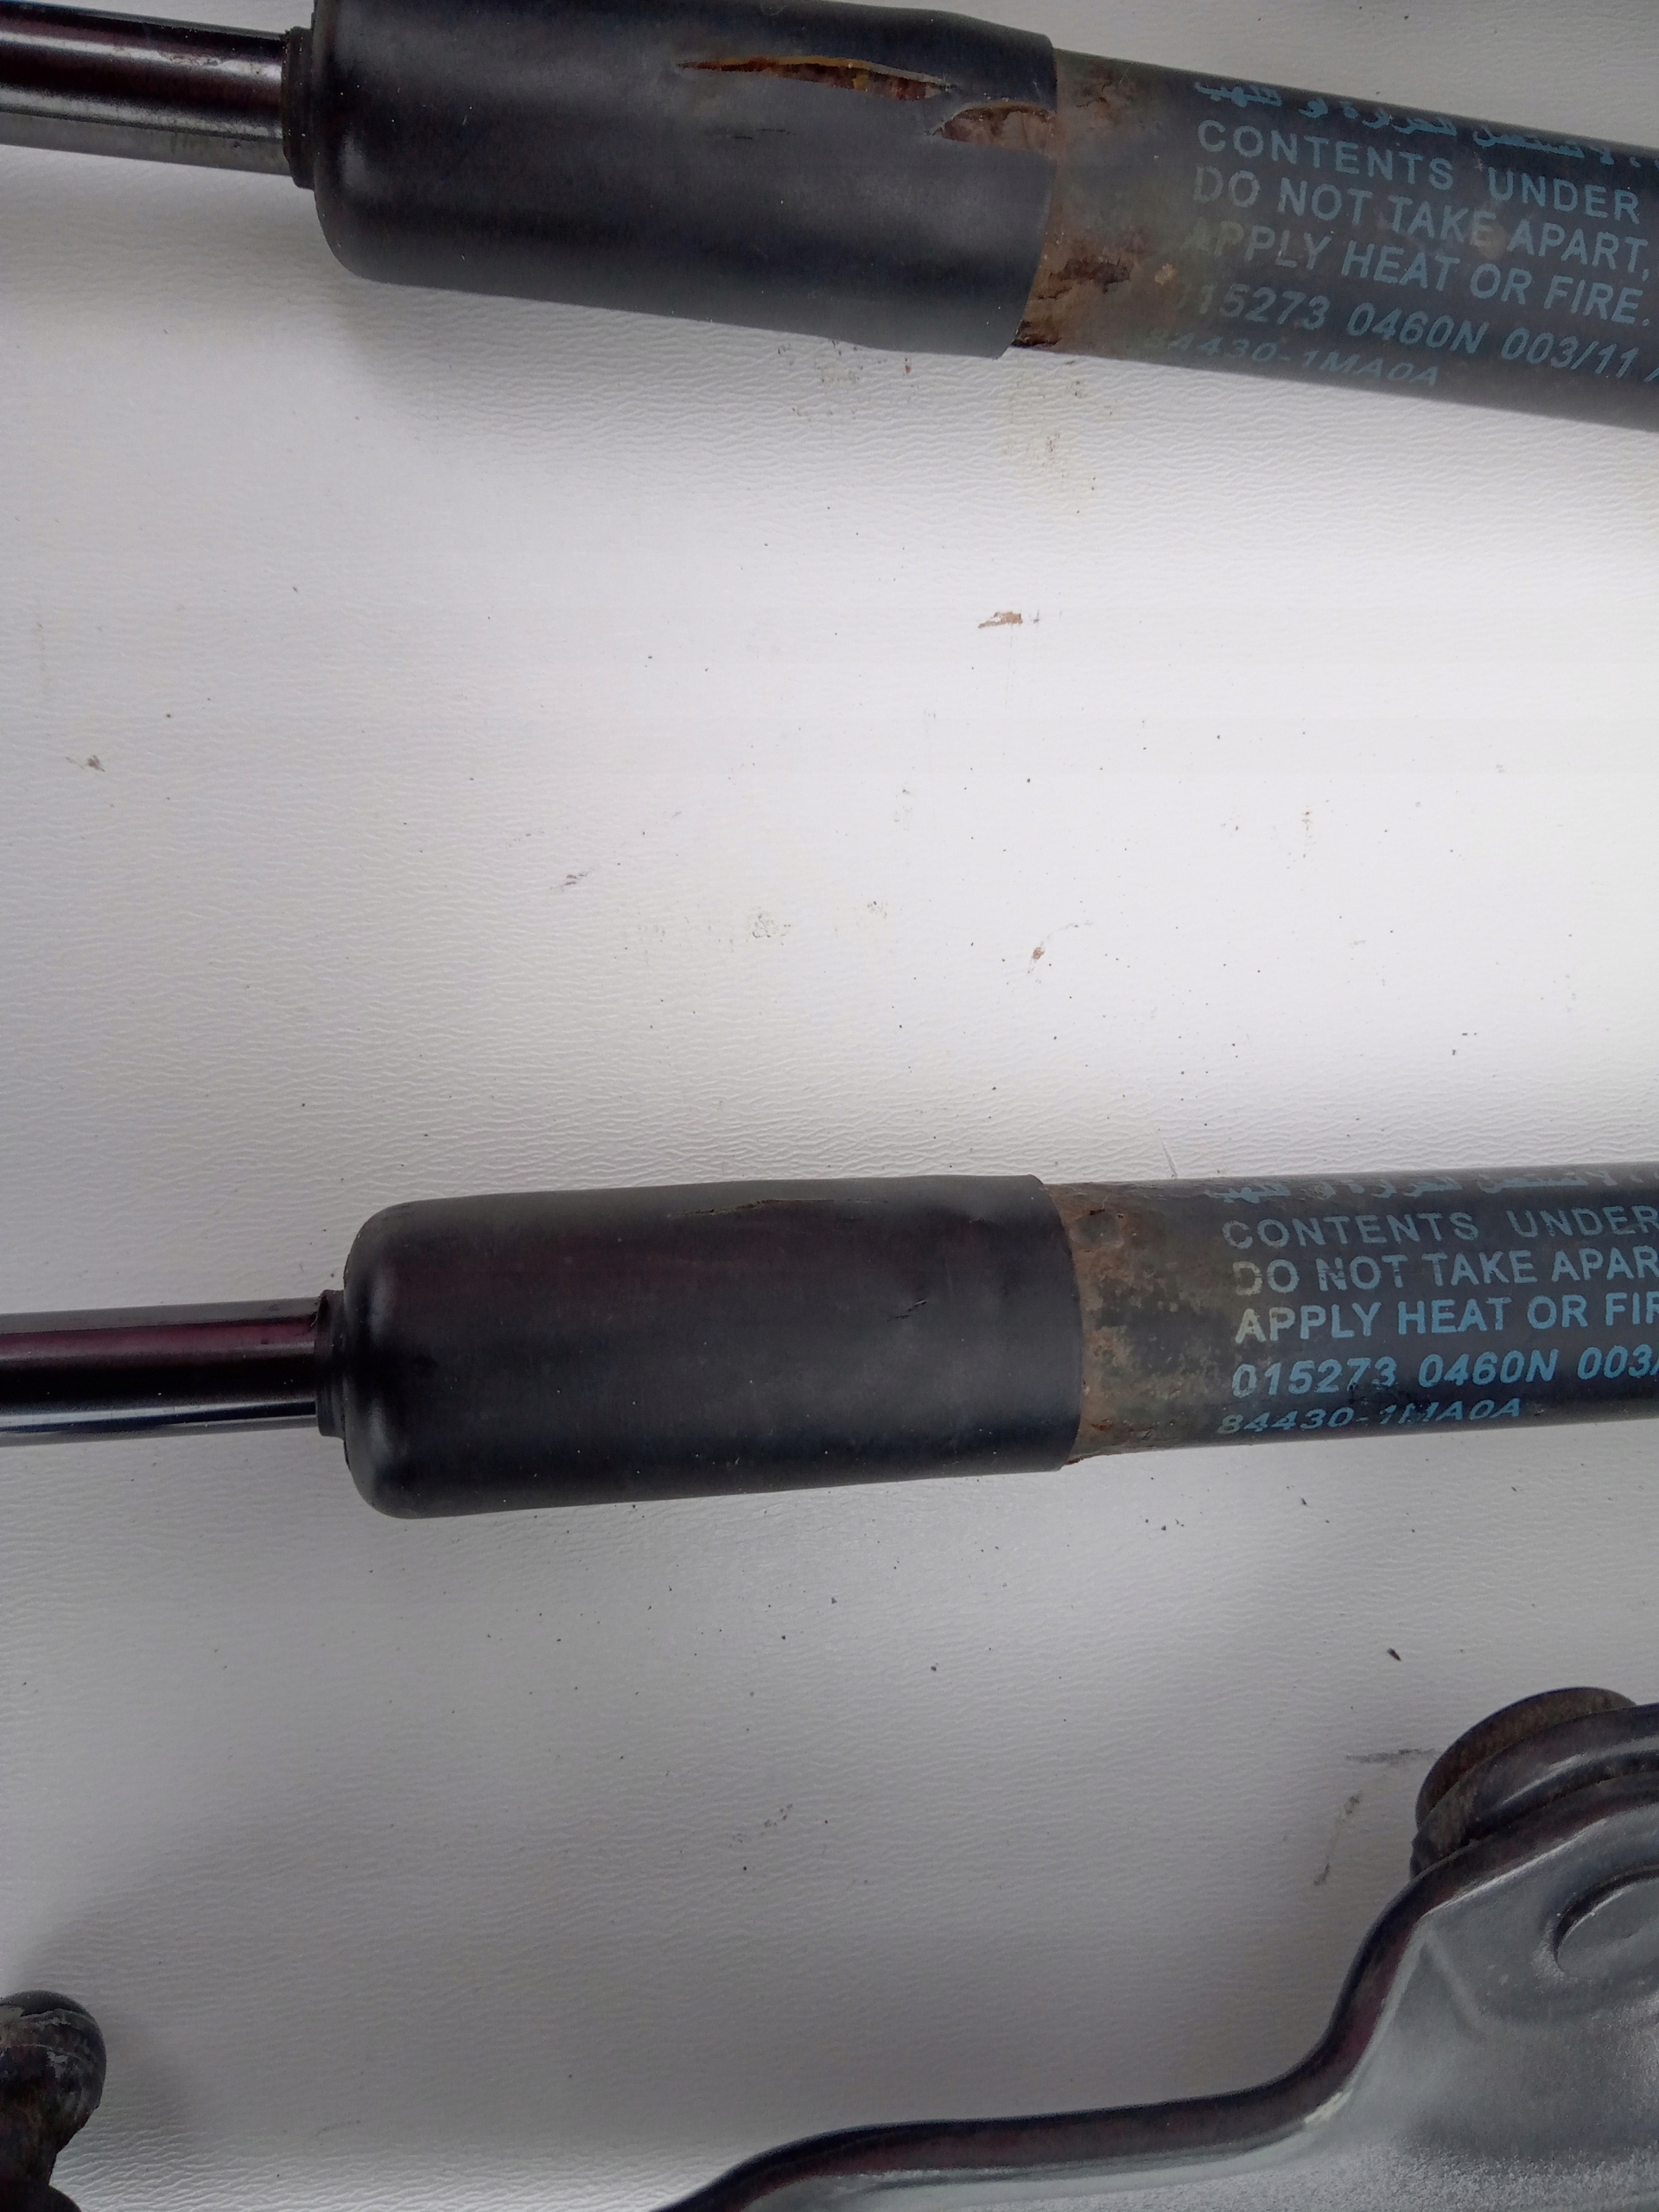 CONTENTS UNDER
DO NOT TAKE APART,
APPLY HEAT OR FIRE.
15273 0460N 003/11
84430-1MA0A
CONTENTS UNDER
DO NOT TAKE APAR
APPLY HEAT OR FIR
015273 0460N 003/
84430-1MA0A